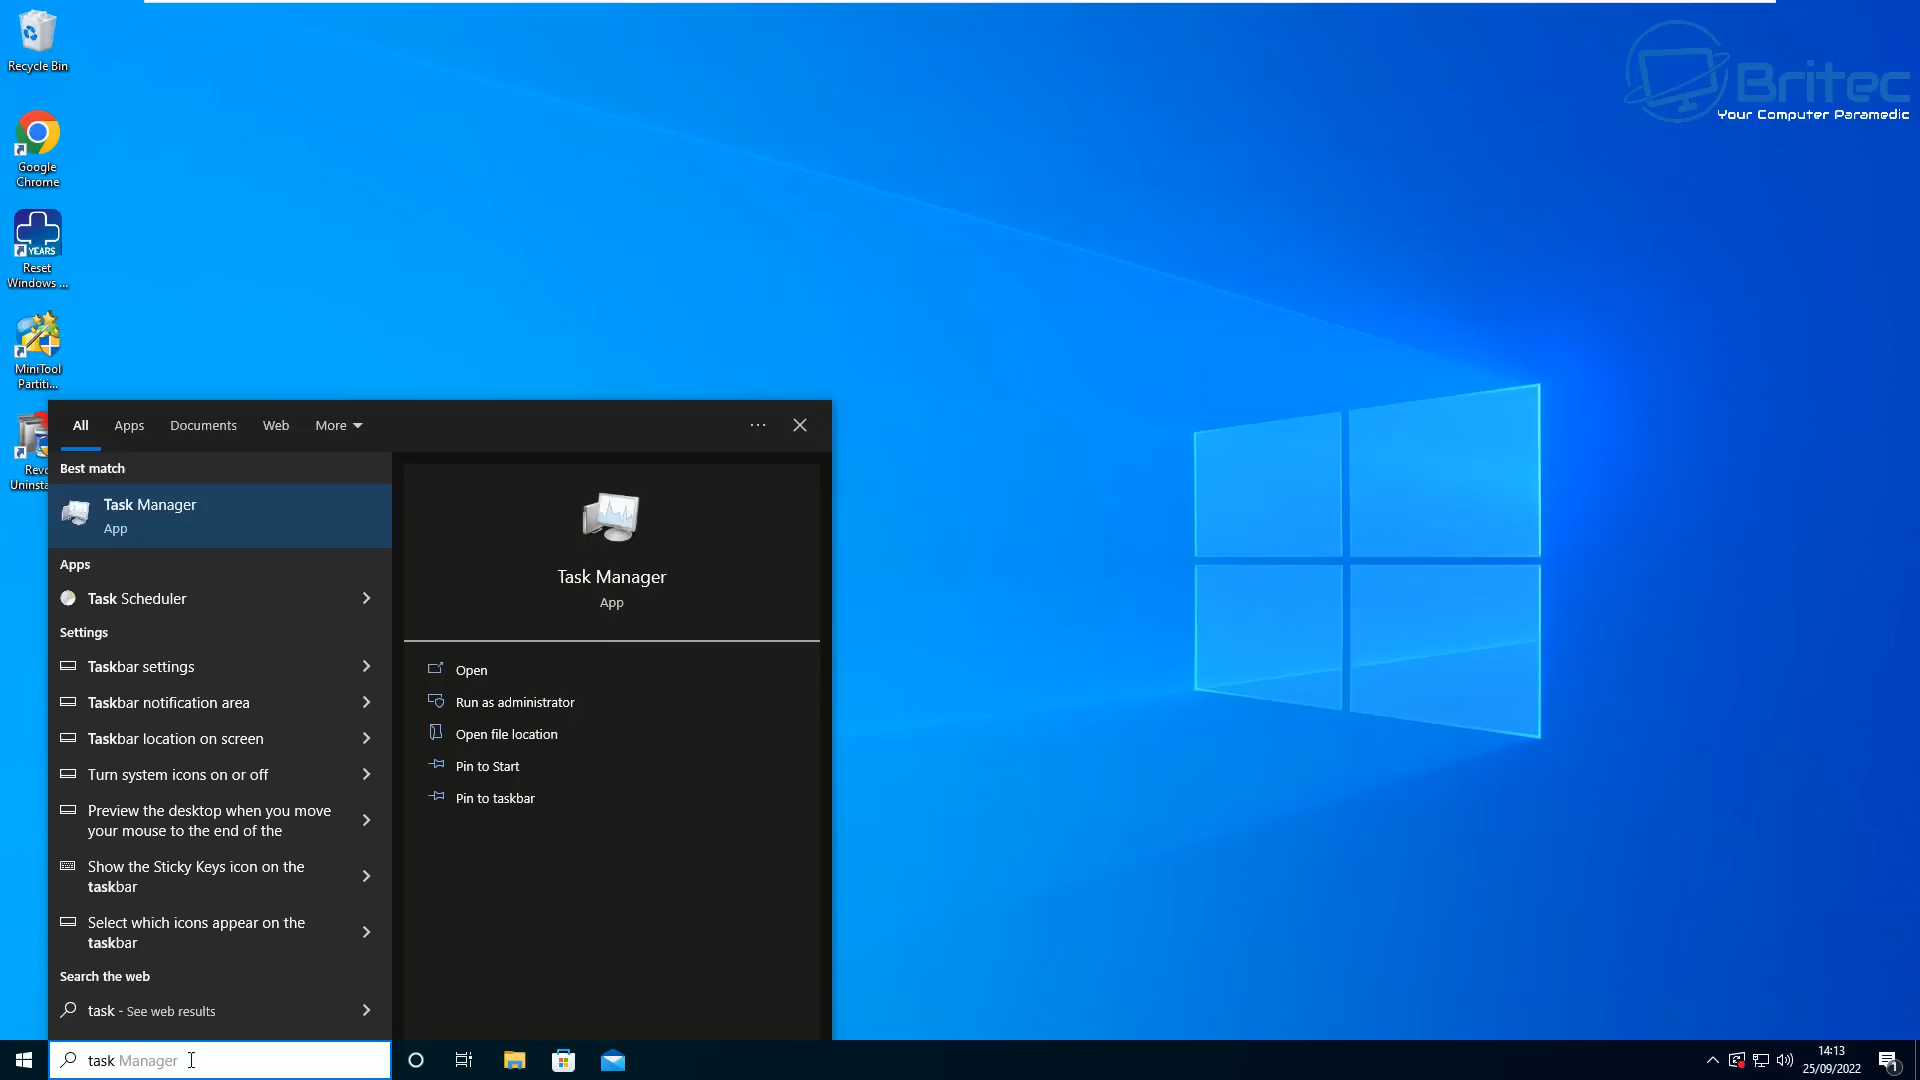 Recycle Bin
Google
Chrome
YEARS
Reset
Windows ...
MiniTool
Partiti...
Revo
Uninsta
Britec
Your Computer Paramedic
All
Apps
Documents
Web
More
Best match
Task Manager
App
Apps
Task Scheduler
Settings
Taskbar settings
Taskbar notification area
Taskbar location on screen
Turn system icons on or off
Preview the desktop when you move
your mouse to the end of the
Show the Sticky Keys icon on the
taskbar
Select which icons appear on the
taskbar
Search the web
task - See web results
Task Manager
App
Open
Run as administrator
Open file location
Pin to Start
Pin to taskbar
task Manager
14:13
25/09/2022
1